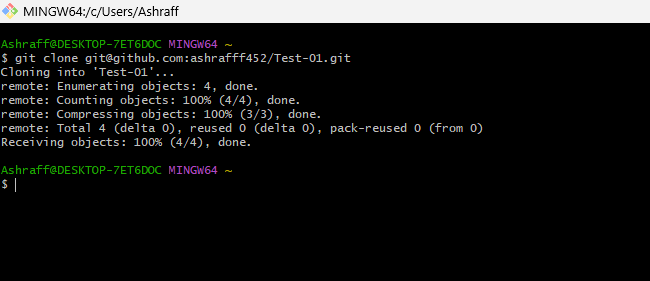 MINGW64:/c/Users/Ashraff
Ashraff@DESKTOP-7ET6DOC MINGW64 ~
$ git clone git@github.com:ashrafff452/Test-01.git
Cloning into 'Test-01'...
remote: Enumerating objects: 4, done.
remote: Counting objects: 100% (4/4), done.
remote: Compressing objects: 100% (3/3), done.
remote: Total 4 (delta 0), reused 0 (delta 0), pack-reused 0 (from 0)
Receiving objects: 100% (4/4), done.
Ashraff@DESKTOP-7ET6DOC MINGW64 ~
$